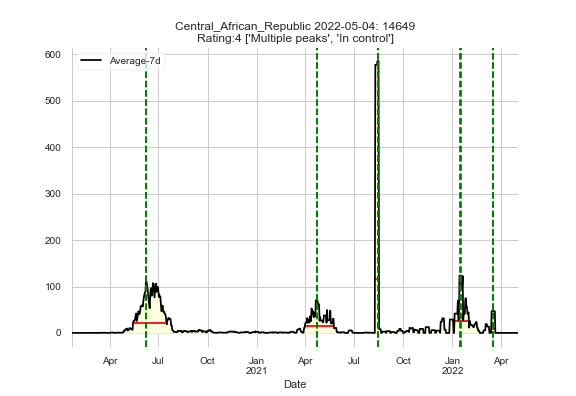 Central_African_Republic 2022-05-04: 14649
Rating:4 ['Multiple peaks', 'In control']
Average-7d
600
500
400
300
200
100
0
Apr Jul Oct Jan Apr Jul Oct Jan Apr
2021 2022
Date